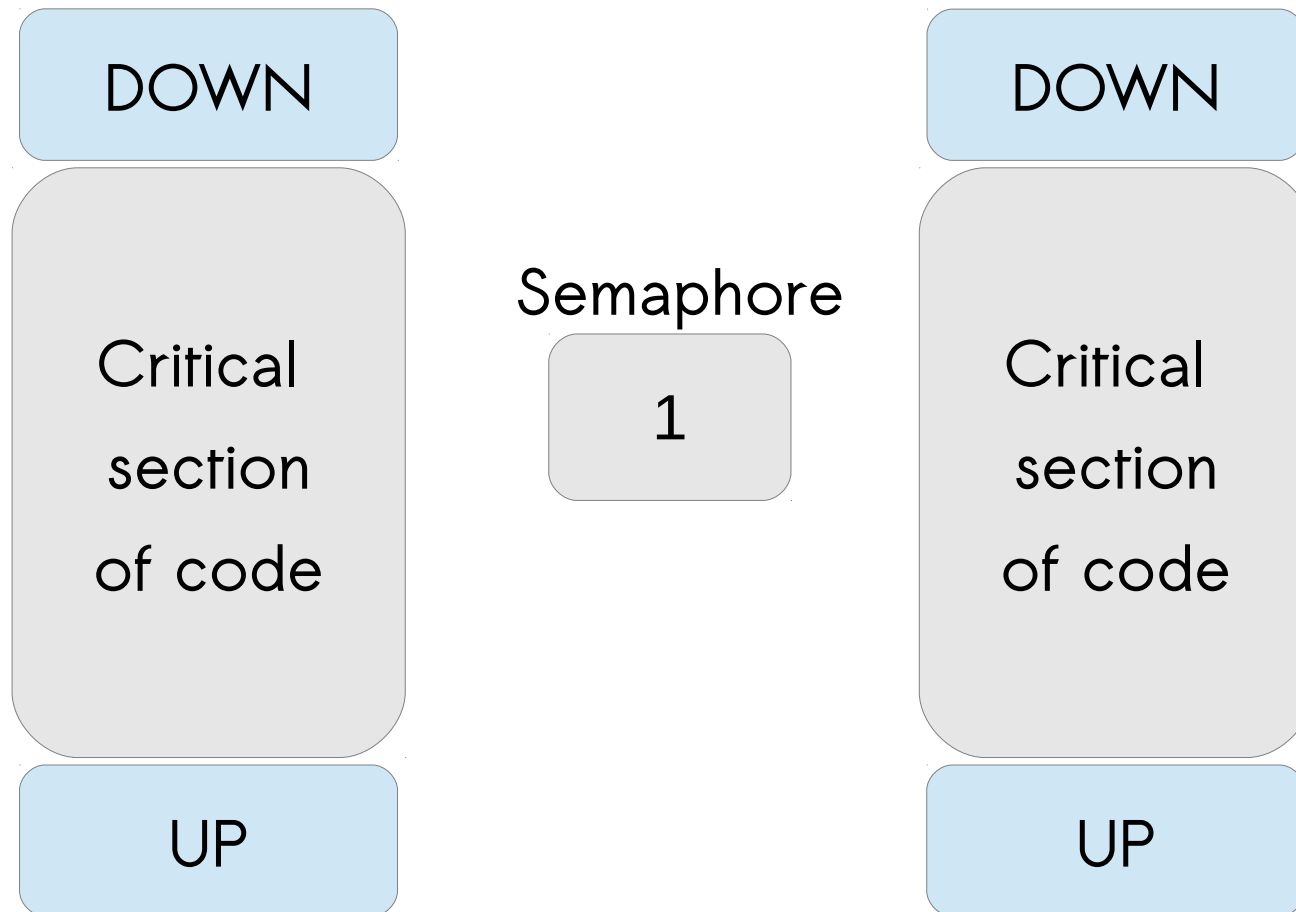 DOWN
Critical
section
of code
UP
Semaphore
1
DOWN
Critical
section
of code
UP